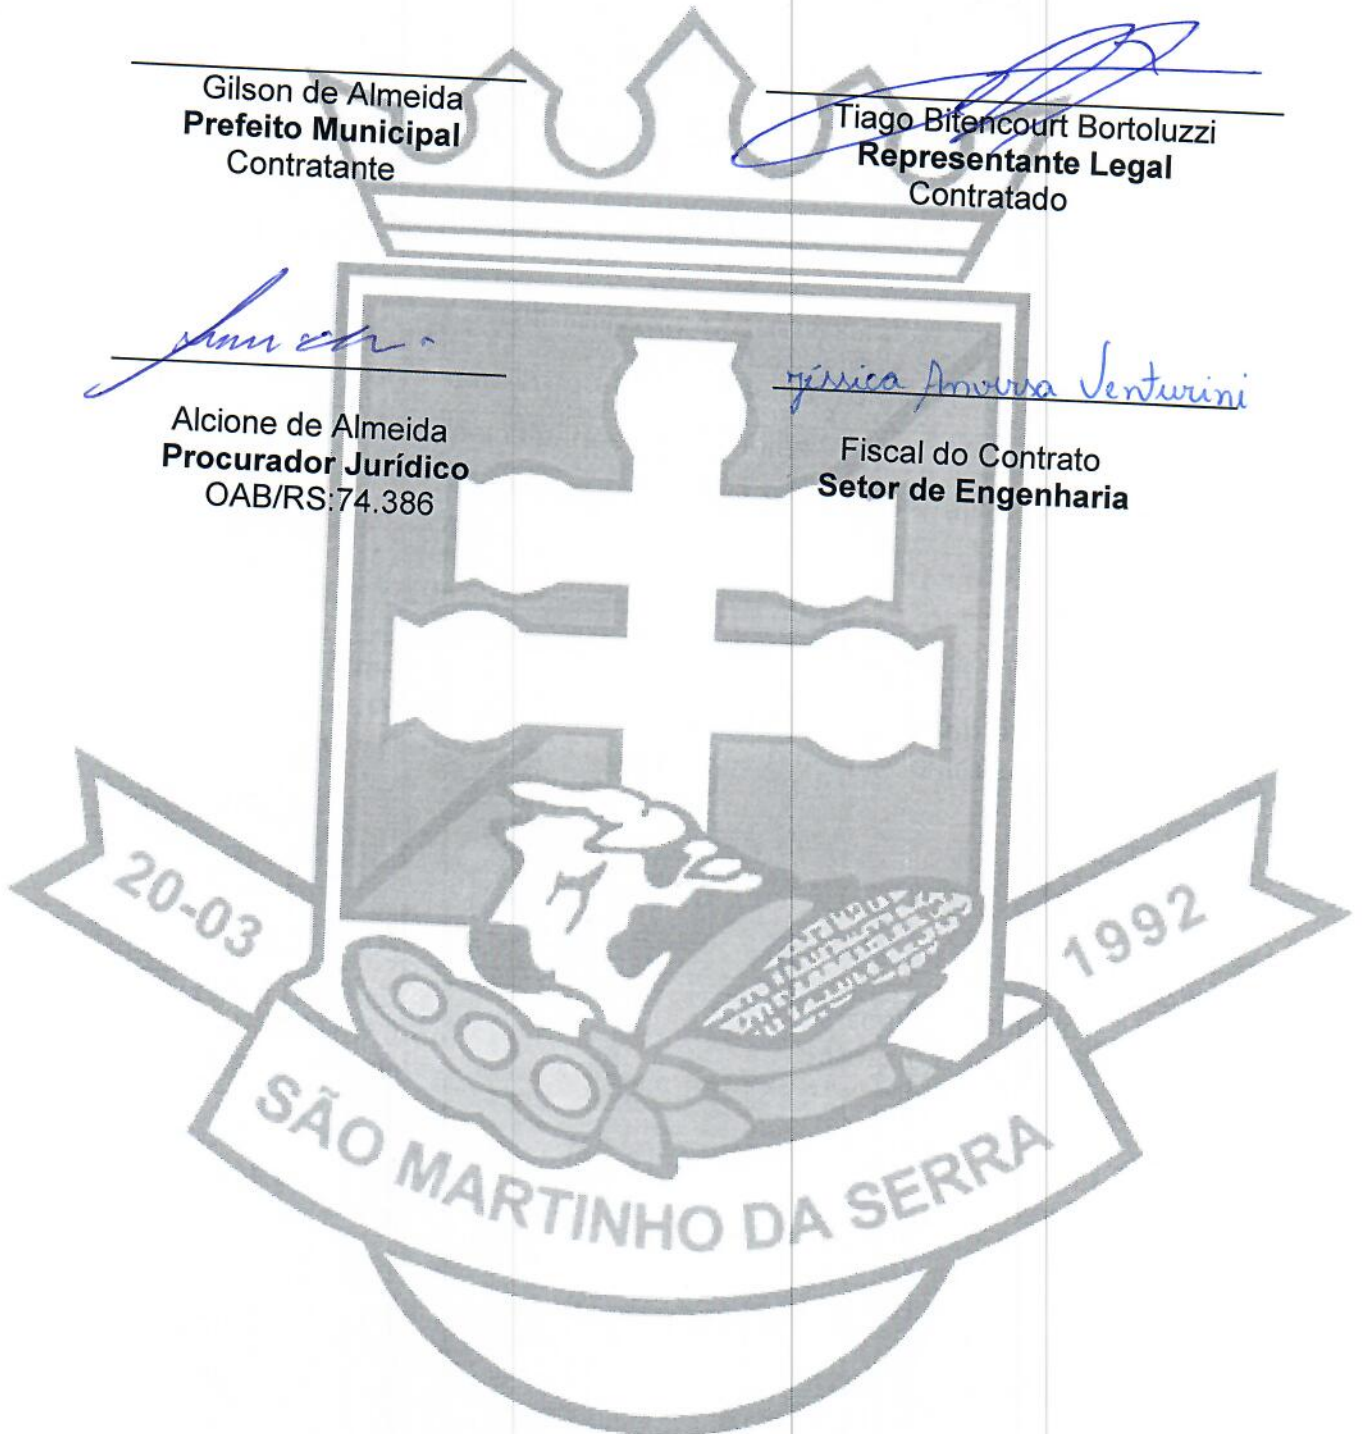 Gilson de Almeida
Prefeito Municipal
Contratante
Tiago Bitencourt Bortoluzzi
Representante Legal
Contratado
Jéssica Anversa Venturini
Alcione de Almeida
Procurador Jurídico
OAB/RS:74.386
Fiscal do Contrato
Setor de Engenharia
20-03
1992
SÃO MARTINHO DA SERRA